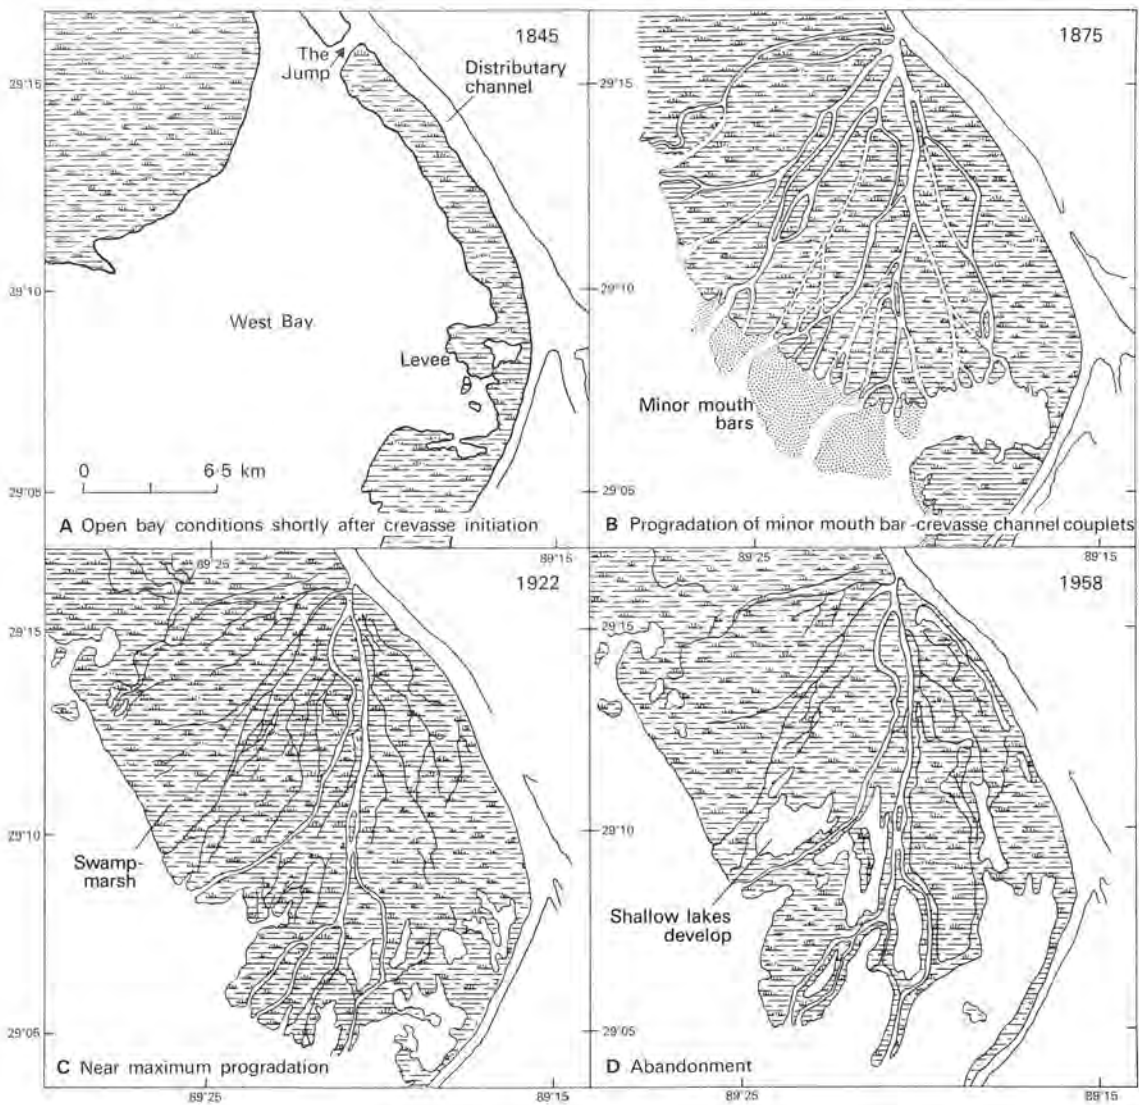 1845
The
Jump
Distributary
channel
29°15
29°10
West Bay
Levee
0 6·5 km
29°05
A Open bay conditions shortly after crevasse initiation
1875
29°15
29°10
Minor mouth
bars
29°05
B Progradation of minor mouth bar-crevasse channel couplets
89°25
89°15
1922
29°15
29°10
Swamp-
marsh
29°05
C Near maximum progradation
89°25
89°15
89°25
89°15
1958
29°15
29°10
Shallow lakes
develop
29°05
D Abandonment
89°25
89°15